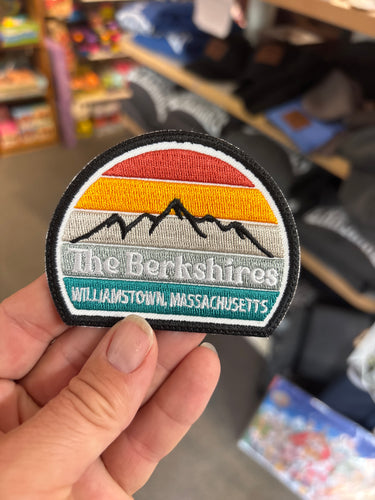 The Berkshires
WILLIAMSTOWN, MASSACHUSETTS